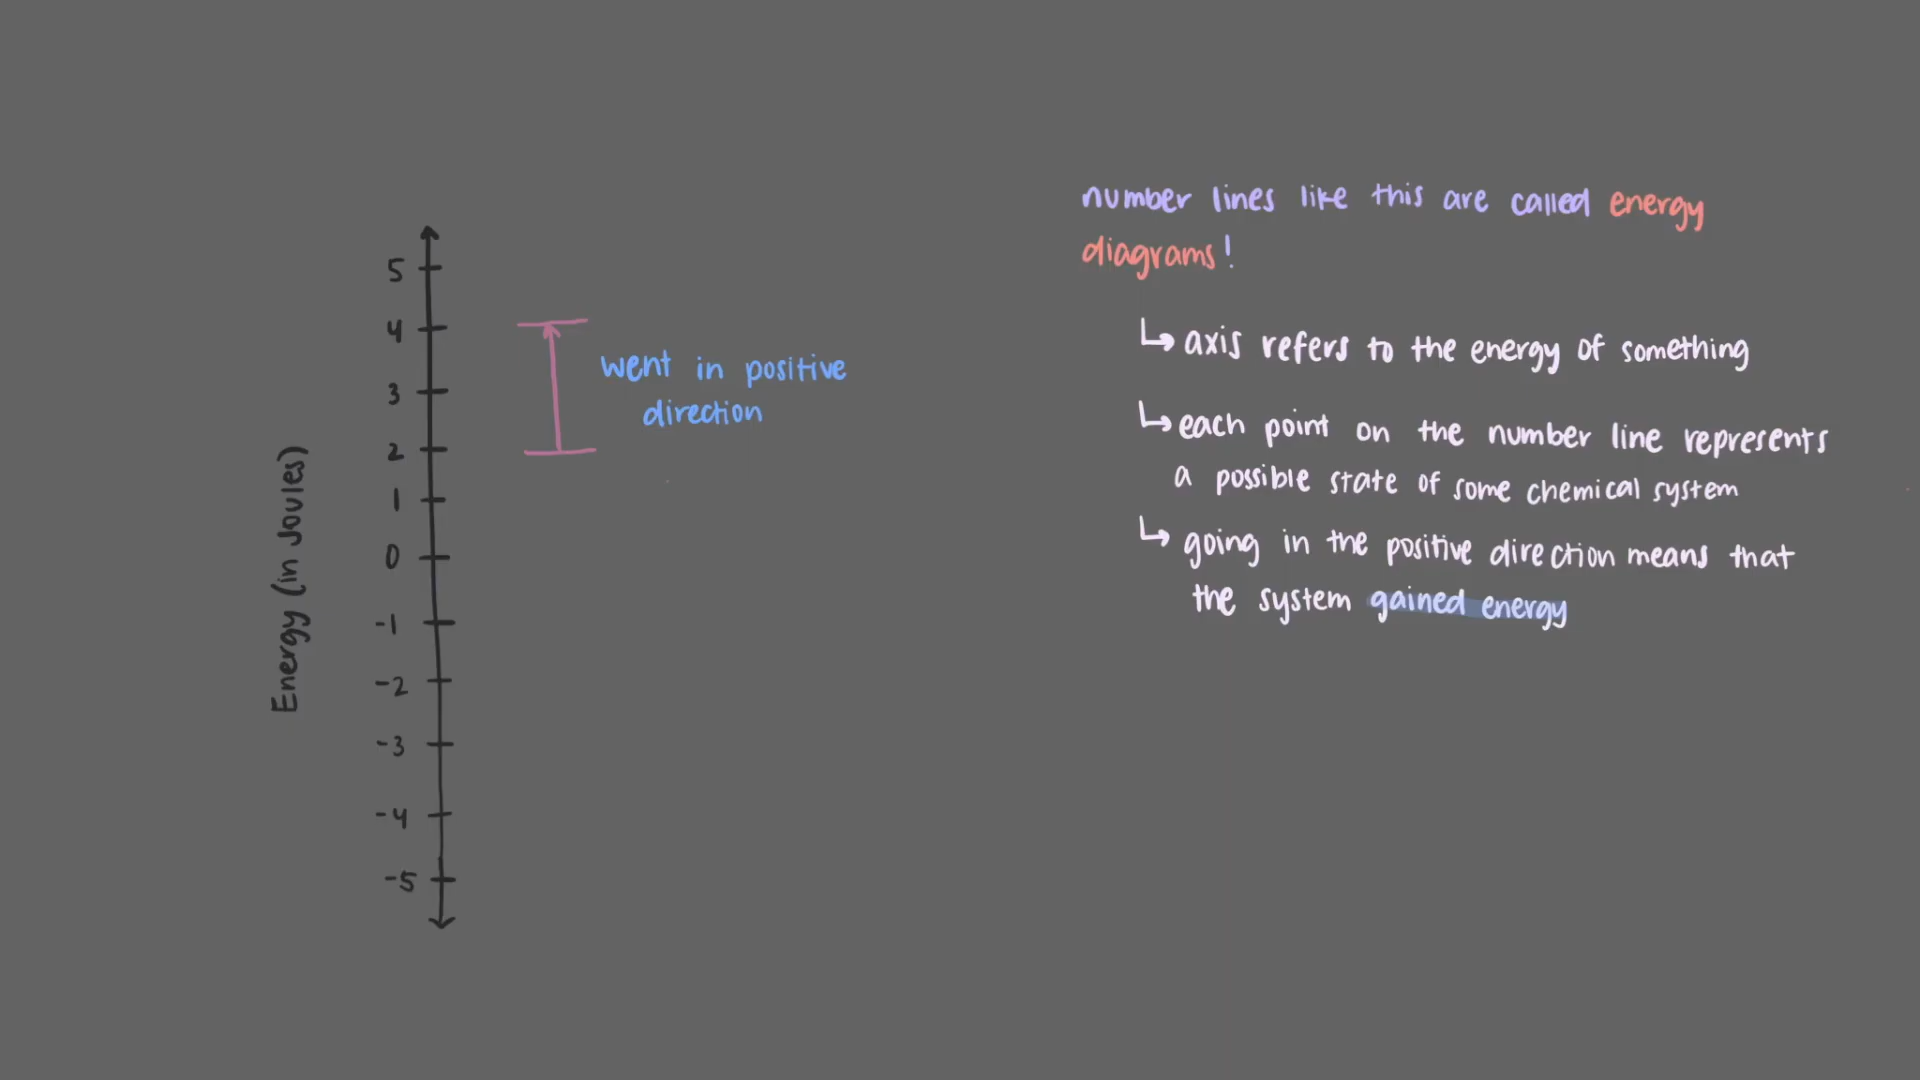 number lines like this are called energy
diagrams!
5
4
3
2
1
0
-1
-2
-3
-4
-5
Energy (in Joules)
went in positive
direction
↳ axis refers to the energy of something
↳ each point on the number line represents
a possible state of some chemical system
↳ going in the positive direction means that
the system gained energy